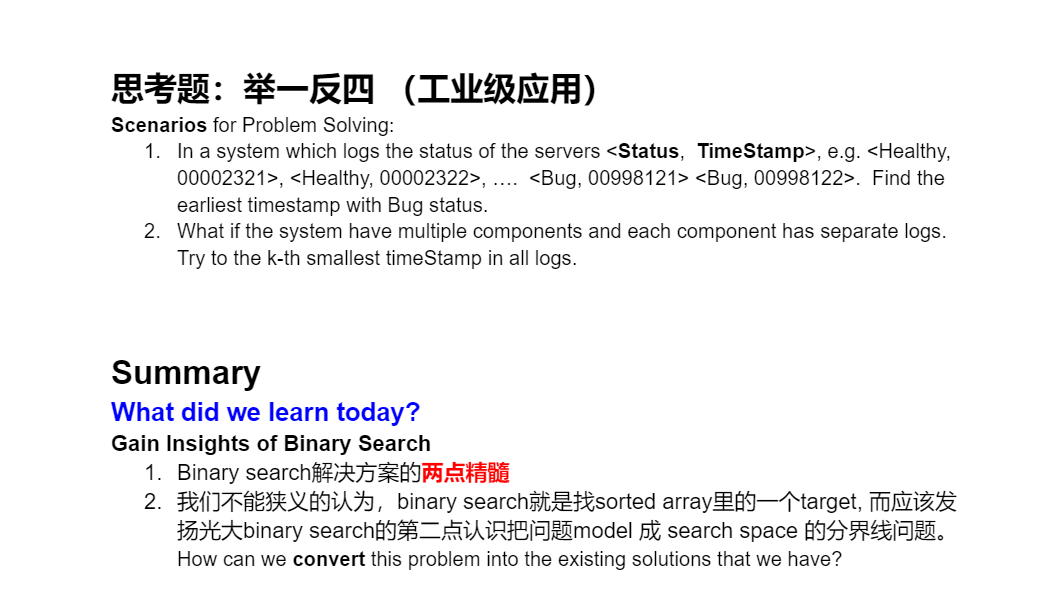 思考题：举一反四 （工业级应用）
Scenarios for Problem Solving:
1. In a system which logs the status of the servers <Status, TimeStamp>, e.g. <Healthy,
00002321>, <Healthy, 00002322>, …. <Bug, 00998121> <Bug, 00998122>. Find the
earliest timestamp with Bug status.
2. What if the system have multiple components and each component has separate logs.
Try to the k-th smallest timeStamp in all logs.
Summary
What did we learn today?
Gain Insights of Binary Search
1. Binary search解决方案的两点精髓
2. 我们不能狭义的认为，binary search就是找sorted array里的一个target, 而应该发
扬光大binary search的第二点认识把问题model 成 search space 的分界线问题。
How can we convert this problem into the existing solutions that we have?